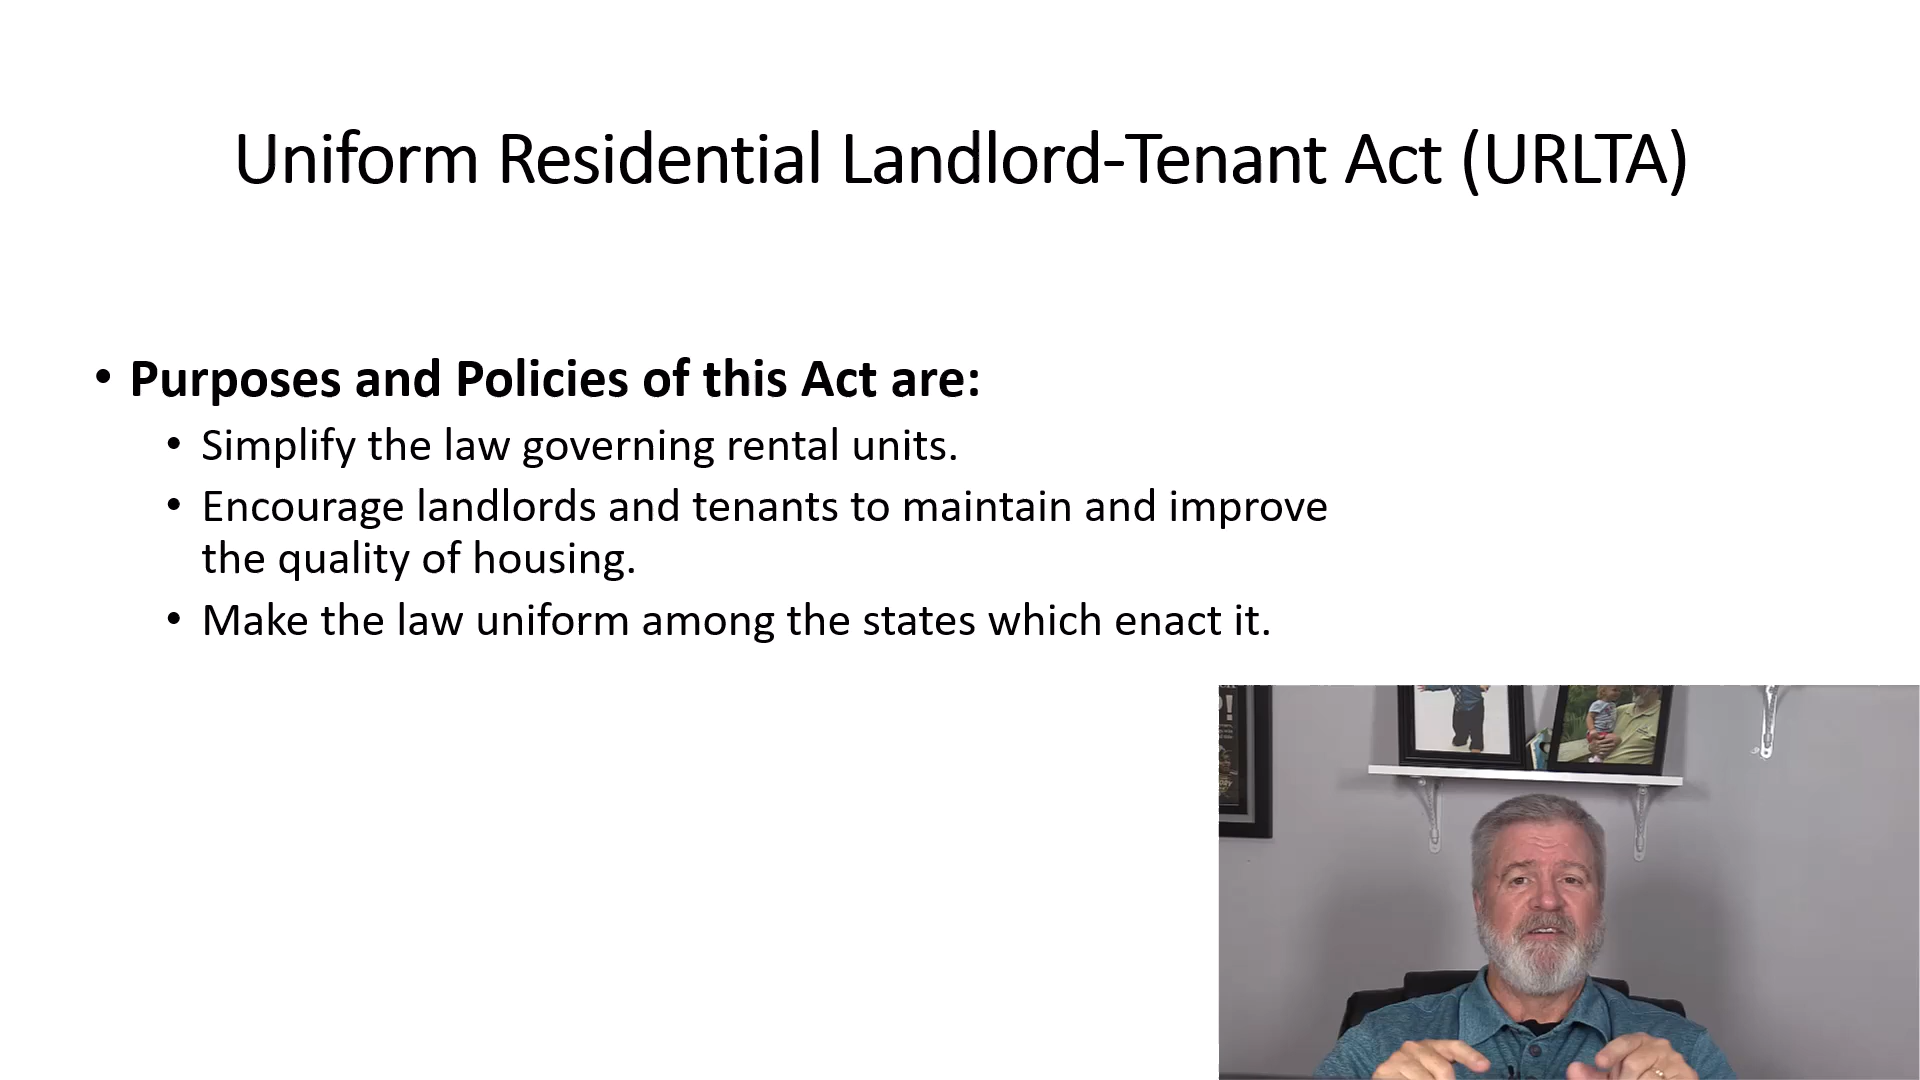 Uniform Residential Landlord-Tenant Act (URLTA)
• Purposes and Policies of this Act are:
• Simplify the law governing rental units.
• Encourage landlords and tenants to maintain and improve
the quality of housing.
• Make the law uniform among the states which enact it.